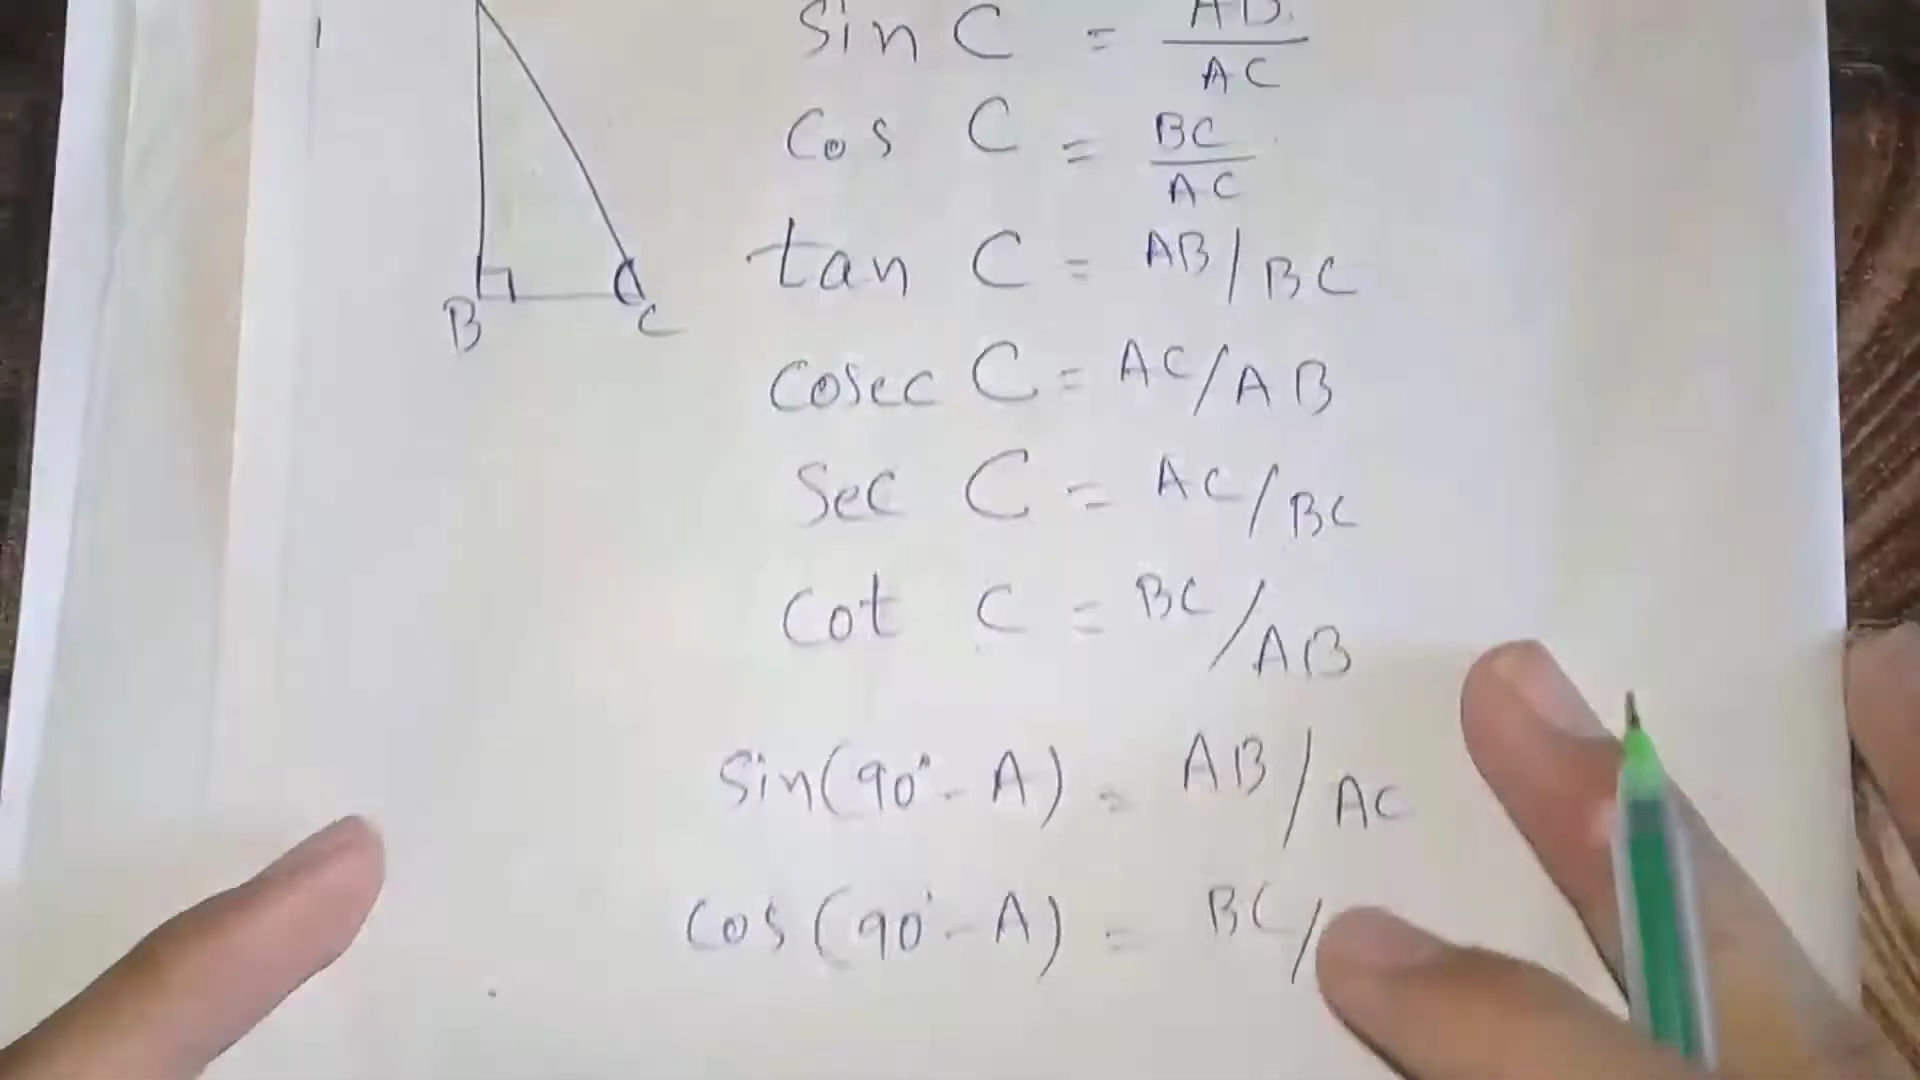 Sin C = AB / AC
Cos C = BC / AC
tan C = AB/BC
Cosec C = AC/AB
Sec C = AC/BC
Cot C = BC/AB
B
C
Sin(90°-A) = AB/AC
Cos(90°-A) = BC/